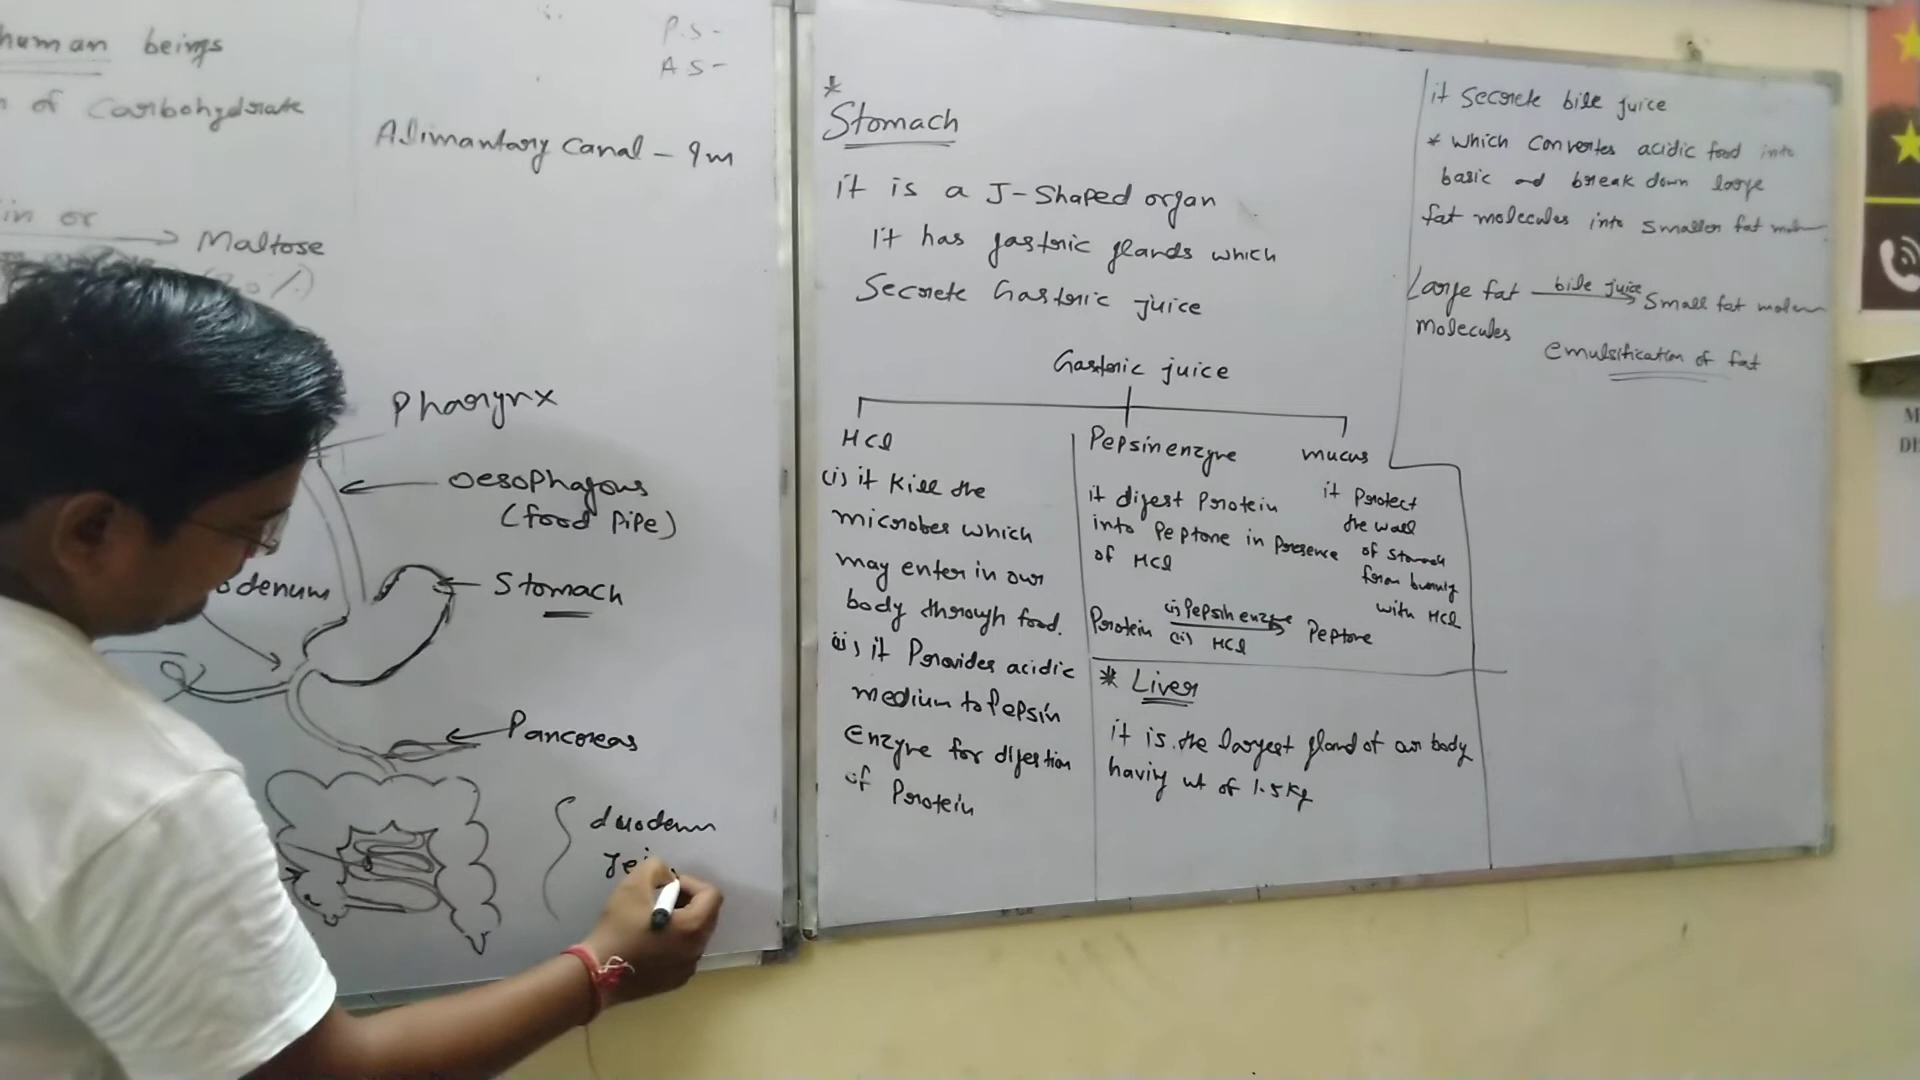 human beings
of Carbohydrate
in or
Maltose
P.S-
A S-
Alimantary Canal - 9m
Pharynx
Oesophagous
(food pipe)
odenum
Stomach
Pancreas
duodenum
Jei
*
Stomach
it is a J-Shaped organ
It has gastric glands which
Secrete Gastric juice
Gastric juice
HCl
(i) it kill the
microbes which
may enter in our
body through food.
(ii) it Provides acidic
medium to Pepsin
Enzyme for digestion
of Protein
Pepsin enzyme
it digest Protein
into Peptone in Presence
of HCl
Protein (i) Pepsin enzyme Peptone
(ii) HCl
mucus
it Protect
the wall
of Stomach
from burning
with HCl
* Liver
it is the largest gland of our body
having wt of 1.5 kg
it Secrete bile juice
* which Convertes acidic food into
basic and break down large
fat molecules into smaller fat
Large fat bile juice Small fat
molecules
emulsification of fat
M
DI